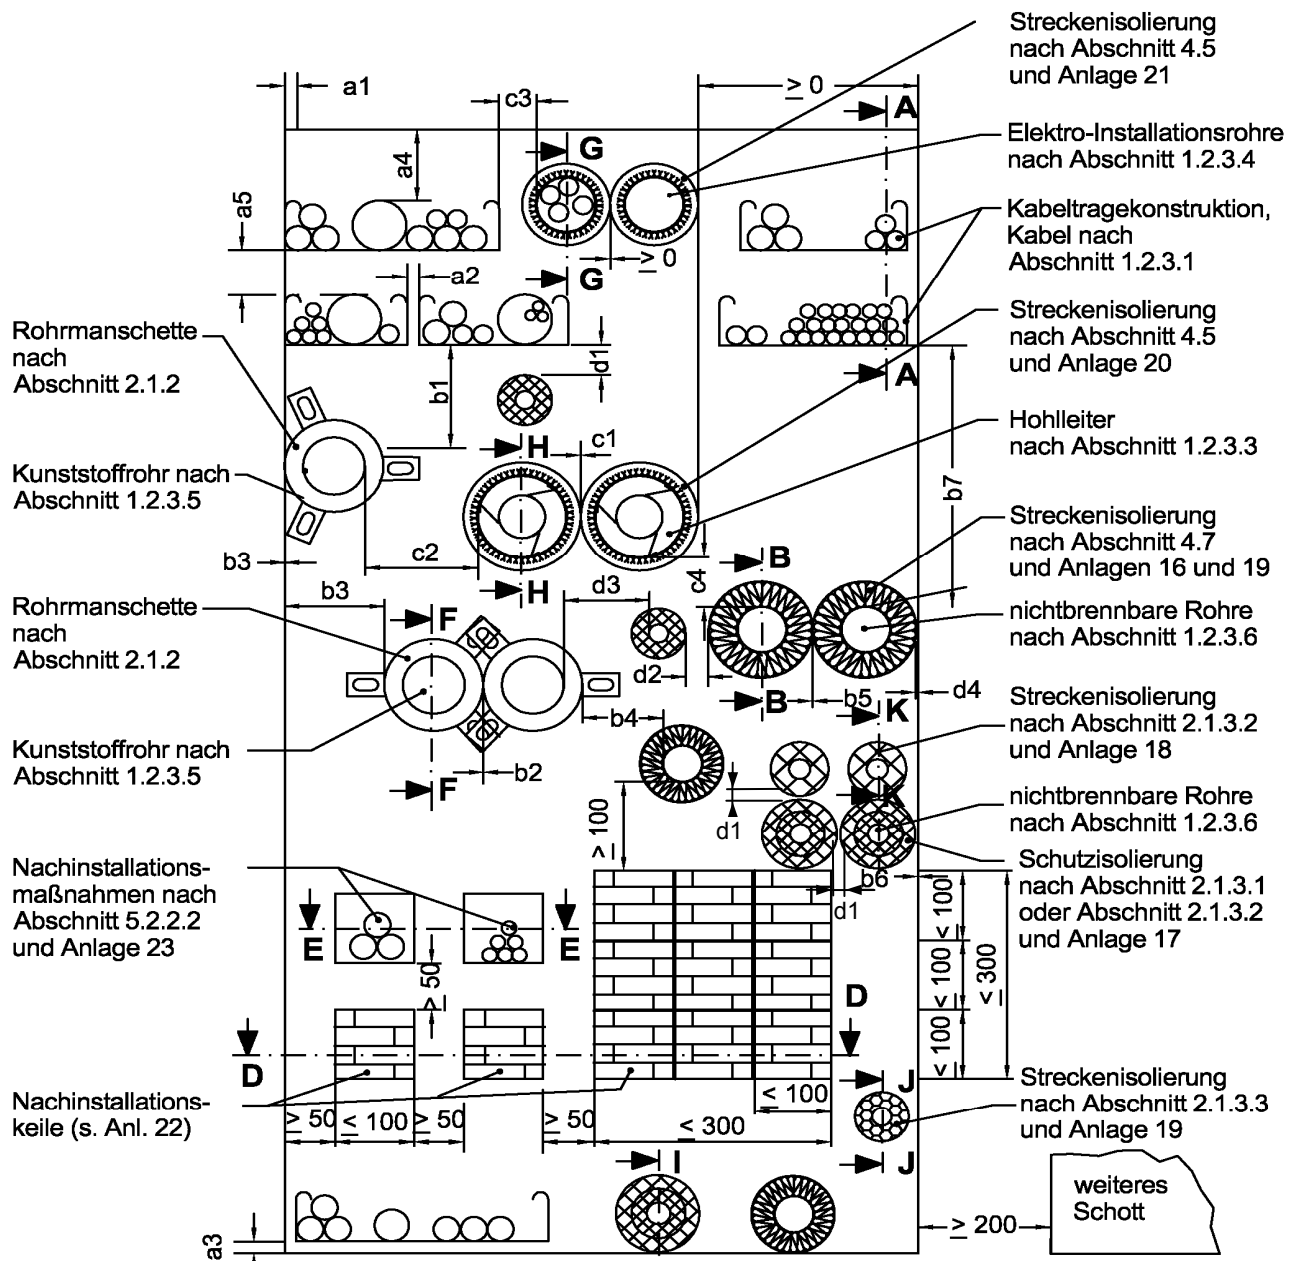 Streckenisolierung
nach Abschnitt 4.5
und Anlage 21
a1
c3
≥ 0
A
Elektro-Installationsrohre
nach Abschnitt 1.2.3.4
G
a4
a5
Kabeltragekonstruktion,
Kabel nach
Abschnitt 1.2.3.1
≥ 0
a2
G
Streckenisolierung
nach Abschnitt 4.5
und Anlage 20
Rohrmanschette
nach
Abschnitt 2.1.2
d1
b1
A
Hohlleiter
nach Abschnitt 1.2.3.3
H
c1
Kunststoffrohr nach
Abschnitt 1.2.3.5
b7
Streckenisolierung
nach Abschnitt 4.7
und Anlagen 16 und 19
b3
c2
c4
B
b3
H
d3
Rohrmanschette
nach
Abschnitt 2.1.2
F
nichtbrennbare Rohre
nach Abschnitt 1.2.3.6
d2
B
b5
d4
K
b4
Streckenisolierung
nach Abschnitt 2.1.3.2
und Anlage 18
Kunststoffrohr nach
Abschnitt 1.2.3.5
F
b2
K
d1
≥ 100
nichtbrennbare Rohre
nach Abschnitt 1.2.3.6
Schutzisolierung
nach Abschnitt 2.1.3.1
oder Abschnitt 2.1.3.2
und Anlage 17
Nachinstallations-
maßnahmen nach
Abschnitt 5.2.2.2
und Anlage 23
b6
d1
E
E
≤ 100
≤ 100
≤ 100
≤ 300
≥ 50
D
D
Nachinstallations-
keile (s. Anl. 22)
≥ 50
≤ 100
≥ 50
≥ 50
≤ 300
≤ 100
J
Streckenisolierung
nach Abschnitt 2.1.3.3
und Anlage 19
J
I
weiteres
Schott
≥ 200
a3